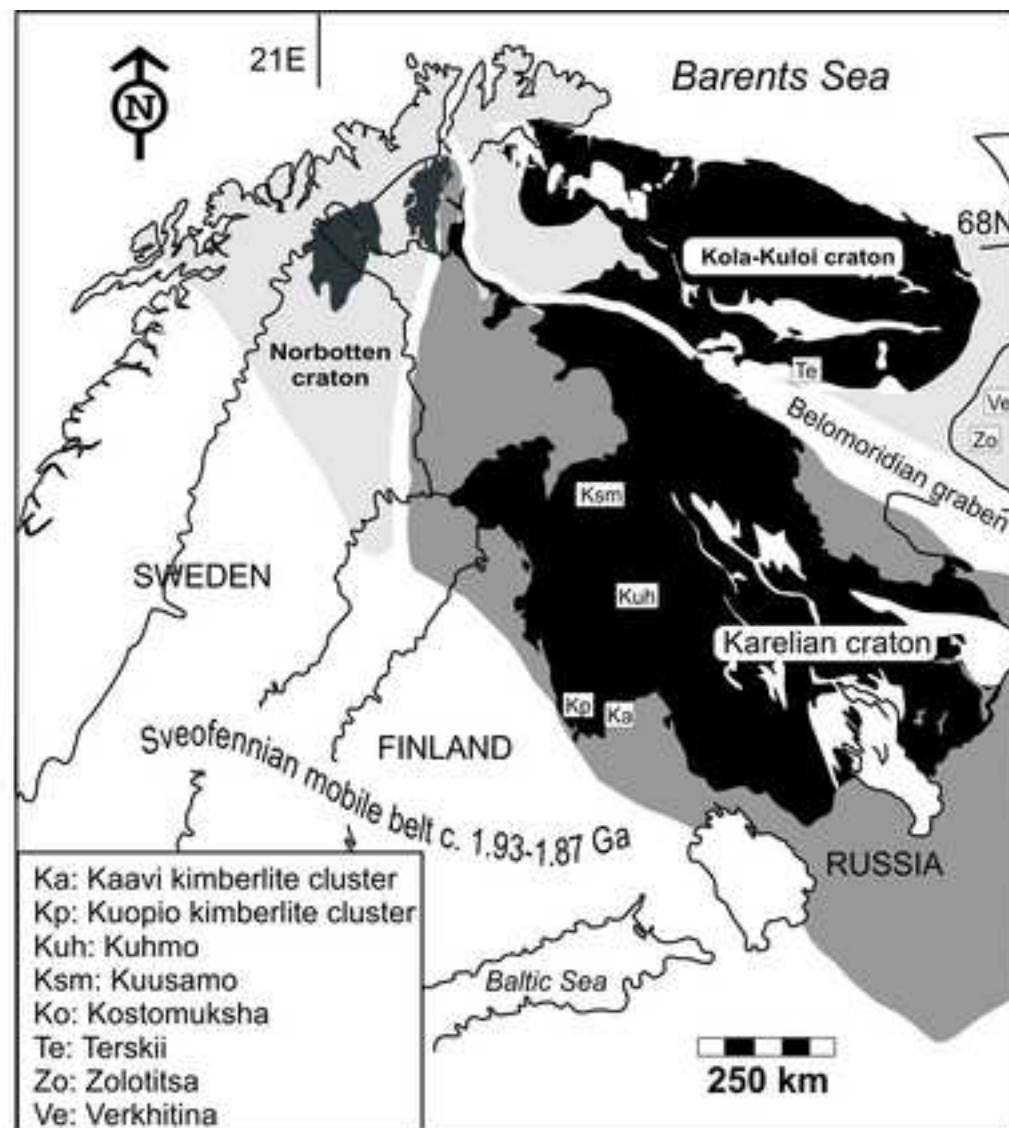 21E
Barents Sea
N
68N
Kola-Kuloi craton
Norbotten
craton
Te
Ve
Zo
Belomoridian graben
Ksm
SWEDEN
Kuh
Karelian craton
Kp
Ka
FINLAND
Sveofennian mobile belt c. 1.93-1.87 Ga
RUSSIA
Ka: Kaavi kimberlite cluster
Kp: Kuopio kimberlite cluster
Kuh: Kuhmo
Ksm: Kuusamo
Ko: Kostomuksha
Te: Terskii
Zo: Zolotitsa
Ve: Verkhitina
Baltic Sea
250 km